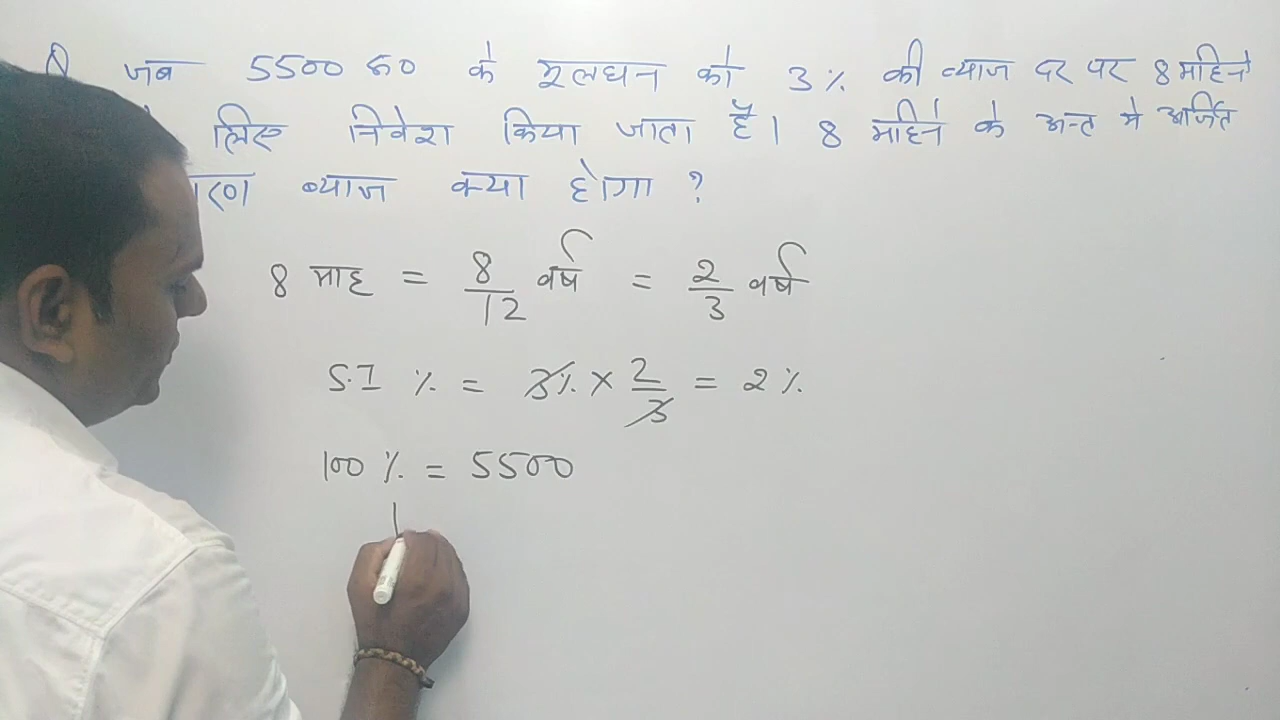 जब 5500 रु० के मूलधन को 3% की ब्याज दर पर 8 महिने
लिए निवेश किया जाता है। 8 महिने के अन्त मे अर्जित
ब्याज क्या होगा ?
8 माह = 8/12 वर्ष = 2/3 वर्ष
S.I % = 3% × 2/3 = 2%
100% = 5500